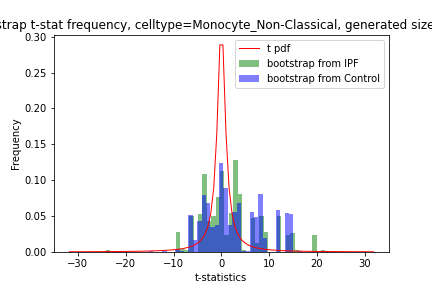 strap t-stat frequency, celltype=Monocyte_Non-Classical, generated size
0.30
0.25
0.20
0.15
0.10
0.05
0.00
Frequency
t pdf
bootstrap from IPF
bootstrap from Control
−30
−20
−10
0
10
20
30
t-statistics